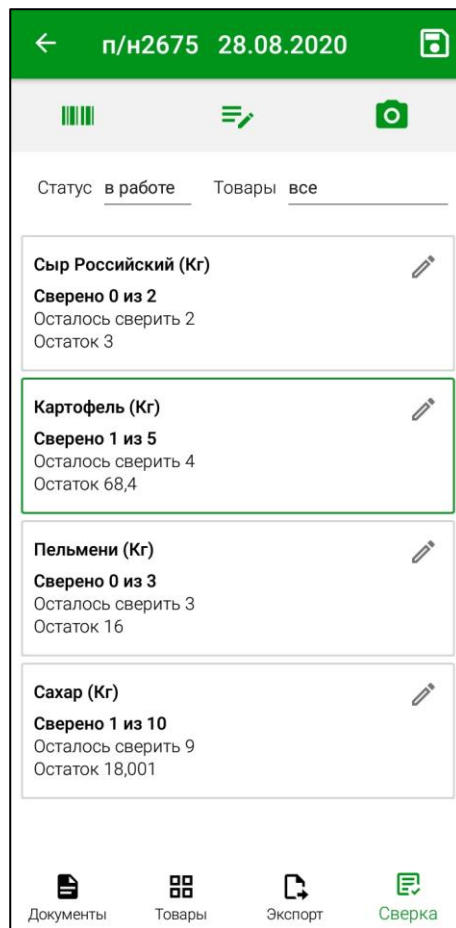 п/н2675 28.08.2020
Статус в работе Товары все
Сыр Российский (Кг)
Сверено 0 из 2
Осталось сверить 2
Остаток 3
Картофель (Кг)
Сверено 1 из 5
Осталось сверить 4
Остаток 68,4
Пельмени (Кг)
Сверено 0 из 3
Осталось сверить 3
Остаток 16
Сахар (Кг)
Сверено 1 из 10
Осталось сверить 9
Остаток 18,001
Документы Товары Экспорт Сверка